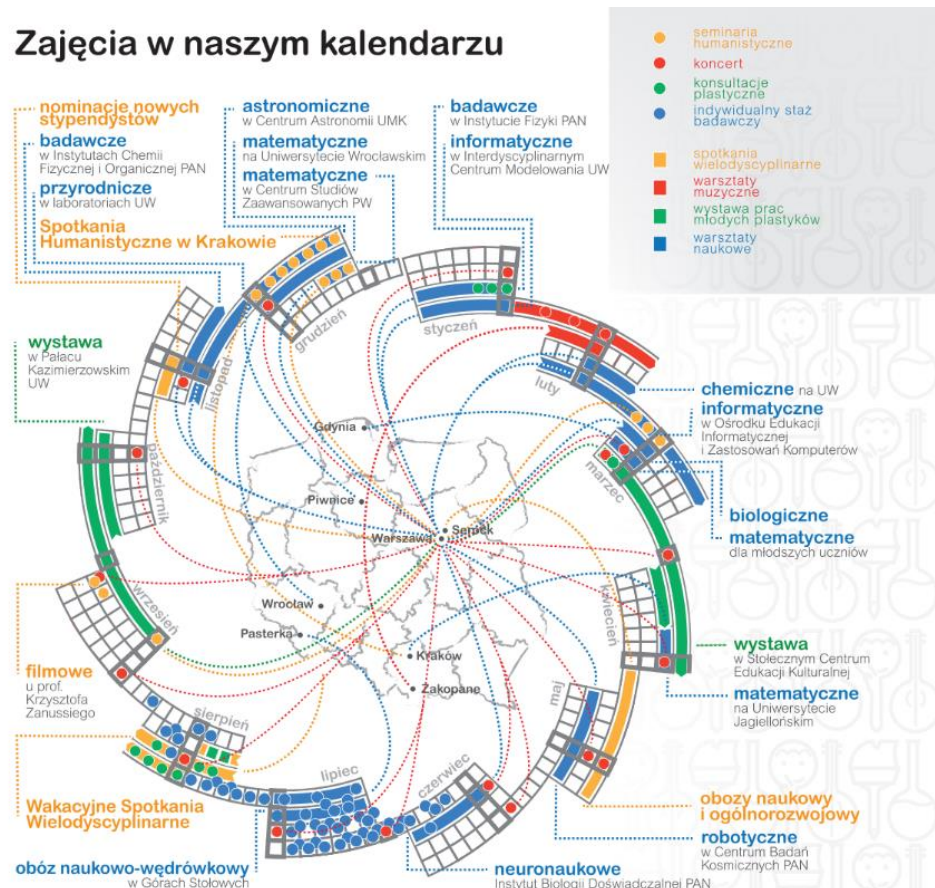 Zajęcia w naszym kalendarzu
seminaria
humanistyczne
koncert
konsultacje
plastyczne
indywidualny staż
badawczy
spotkania
wielodyscyplinarne
warsztaty
muzyczne
wystawa prac
młodych plastyków
warsztaty
naukowe
nominacje nowych
stypendystów
badawcze
w Instytutach Chemii
Fizycznej i Organicznej PAN
przyrodnicze
w laboratoriach UW
Spotkania
Humanistyczne w Krakowie
astronomiczne
w Centrum Astronomii UMK
matematyczne
na Uniwersytecie Wrocławskim
matematyczne
w Centrum Studiów
Zaawansowanych PW
badawcze
w Instytucie Fizyki PAN
informatyczne
w Interdyscyplinarnym
Centrum Modelowania UW
wystawa
w Pałacu
Kazimierzowskim
UW
listopad
grudzień
styczeń
luty
marzec
chemiczne na UW
informatyczne
w Ośrodku Edukacji
Informatycznej
i Zastosowań Komputerów
biologiczne
matematyczne
dla młodszych uczniów
październik
Gdynia
Piwnice
Serock
Warszawa
Wrocław
Pasterka
Kraków
Zakopane
wrzesień
kwiecień
filmowe
u prof.
Krzysztofa
Zanussiego
wystawa
w Stołecznym Centrum
Edukacji Kulturalnej
matematyczne
na Uniwersytecie
Jagiellońskim
sierpień
lipiec
czerwiec
maj
Wakacyjne Spotkania
Wielodyscyplinarne
obozy naukowy
i ogólnorozwojowy
robotyczne
w Centrum Badań
Kosmicznych PAN
obóz naukowo-wędrówkowy
w Górach Stołowych
neuronaukowe
Instytut Biologii Doświadczalnej PAN